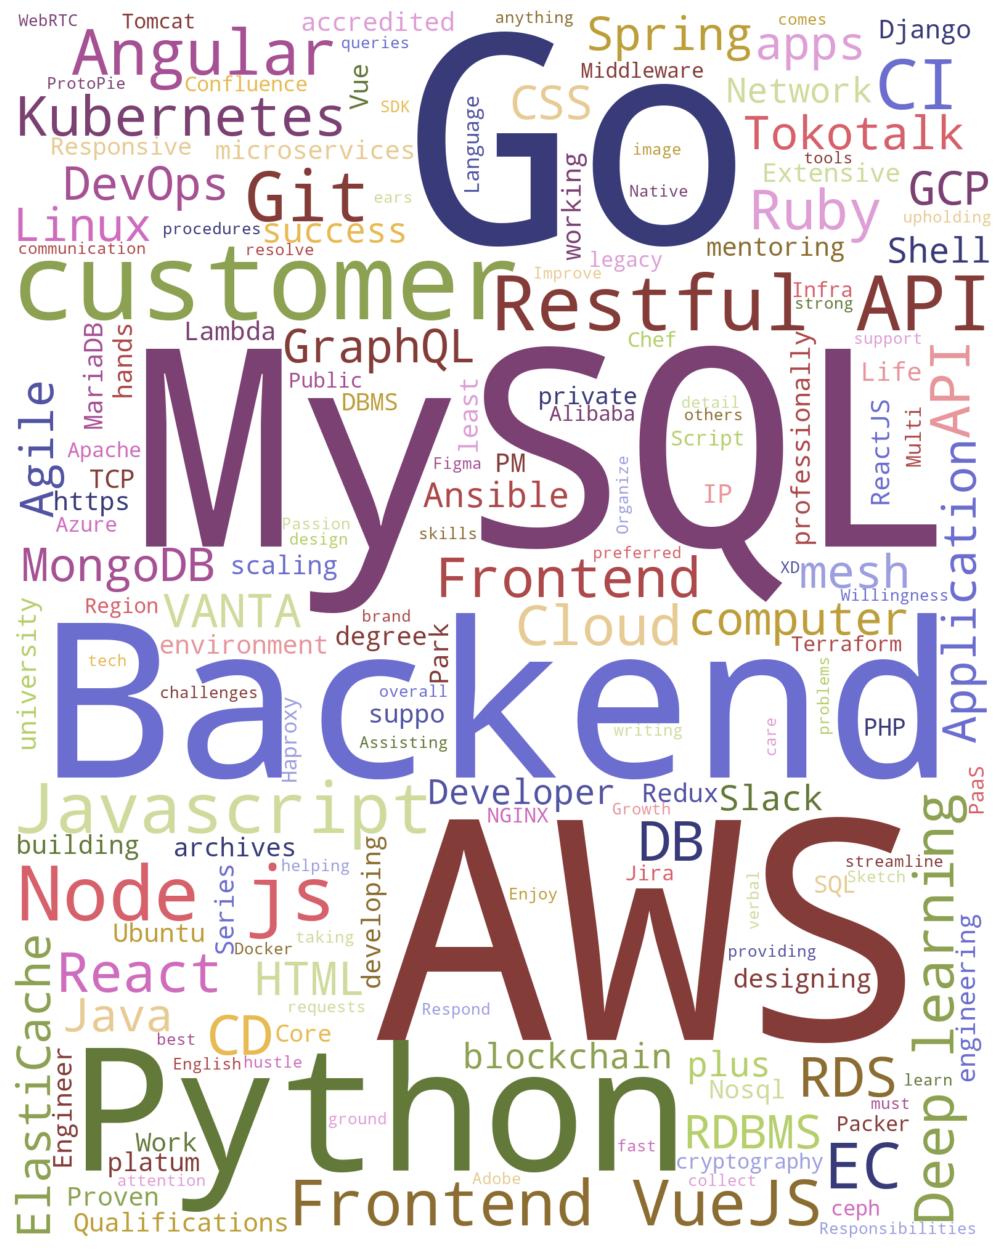 WebRTC
Tomcat
accredited
anything
comes
Angular
queries
Go
Spring
apps
Django
ProtoPie
Confluence
Vue
SDK
CSS
Middleware
Network
CI
Kubernetes
Language
Responsive
microservices
image
Tokotalk
tools
DevOps
Git
ears
working
Native
Extensive
GCP
Linux
procedures
success
Ruby
upholding
communication
resolve
legacy
mentoring
Shell
customer
Improve
Restful
Infra
strong
API
MariaDB
hands
Lambda
GraphQL
Chef
support
Public
DBMS
least
private
Alibaba
detail
others
professionally
Life
API
Agile
MySQL
Apache
Figma
PM
Script
ReactJS
Multi
TCP
https
Ansible
Organize
IP
Azure
Passion
design
skills
MongoDB
scaling
preferred
Frontend
XD
mesh
Willingness
Application
Region
VANTA
brand
Cloud
computer
university
environment
degree
Park
Terraform
Backend
tech
challenges
overall
suppo
Assisting
writing
care
problems
PHP
Haproxy
Javascript
Developer
Redux
Slack
PaaS
NGINX
Growth
building
archives
DB
streamline
Node js
Series
helping
developing
AWS
Jira
SQL
Sketch
Deep learning
Enjoy
verbal
Ubuntu
Docker
taking
providing
engineering
ElastiCache
React
HTML
designing
requests
Respond
Java
CD
Core
best
English
hustle
blockchain
plus
RDS
learn
Engineer
Python
Nosql
must
ground
Work
fast
RDBMS
Packer
platum
attention
cryptography
EC
Proven
Adobe
collect
Qualifications
Frontend VueJS
ceph
Responsibilities